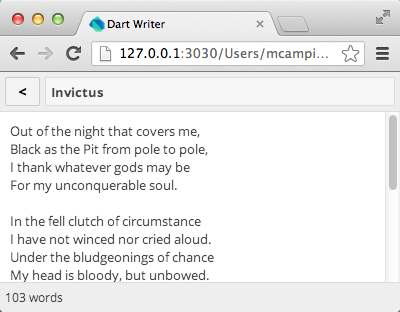 Dart Writer
127.0.0.1:3030/Users/mcampi...
< Invictus
Out of the night that covers me,
Black as the Pit from pole to pole,
I thank whatever gods may be
For my unconquerable soul.
In the fell clutch of circumstance
I have not winced nor cried aloud.
Under the bludgeonings of chance
My head is bloody, but unbowed.
103 words